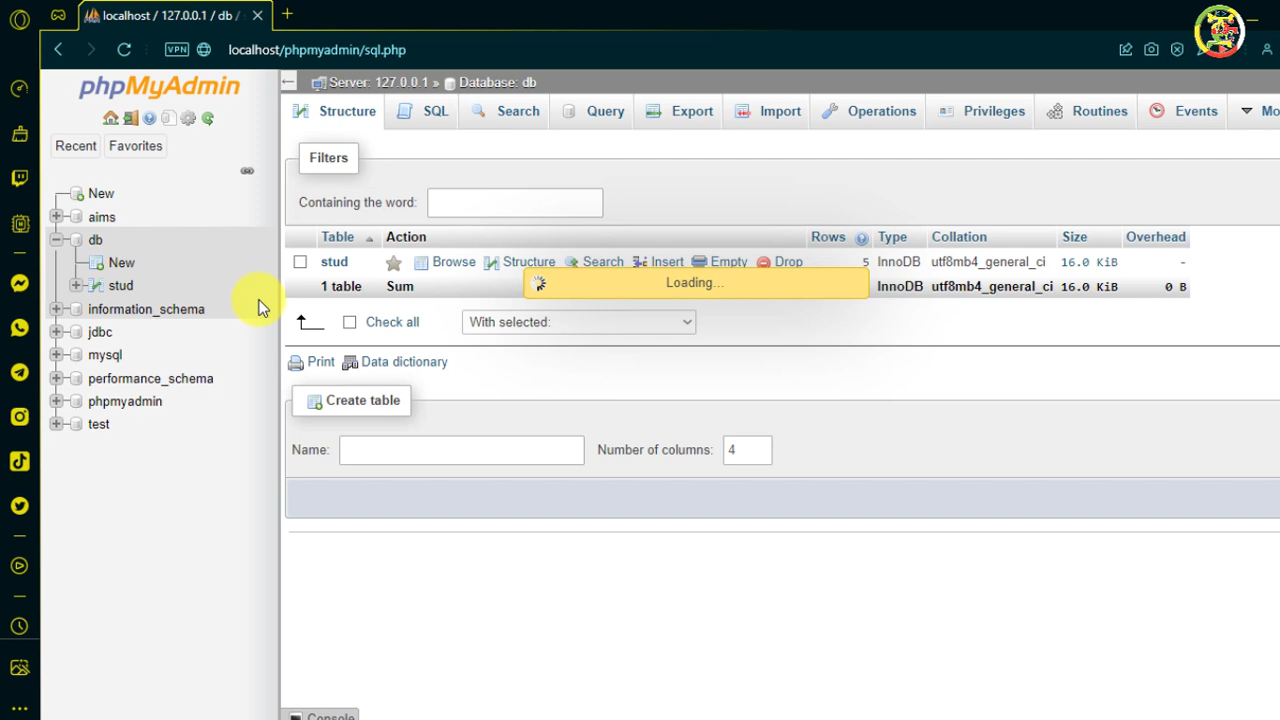 localhost / 127.0.0.1 / db /
VPN localhost/phpmyadmin/sql.php
phpMyAdmin
Recent Favorites
New
aims
db
New
stud
information_schema
jdbc
mysql
performance_schema
phpmyadmin
test
Server: 127.0.0.1 » Database: db
Structure SQL Search Query Export Import Operations Privileges Routines Events Mo
Filters
Containing the word:
Table Action Rows Type Collation Size Overhead
stud Browse Structure Search Insert Empty Drop 5 InnoDB utf8mb4_general_ci 16.0 KiB -
Loading...
1 table Sum InnoDB utf8mb4_general_ci 16.0 KiB 0 B
Check all With selected:
Print Data dictionary
Create table
Name: Number of columns: 4
Console